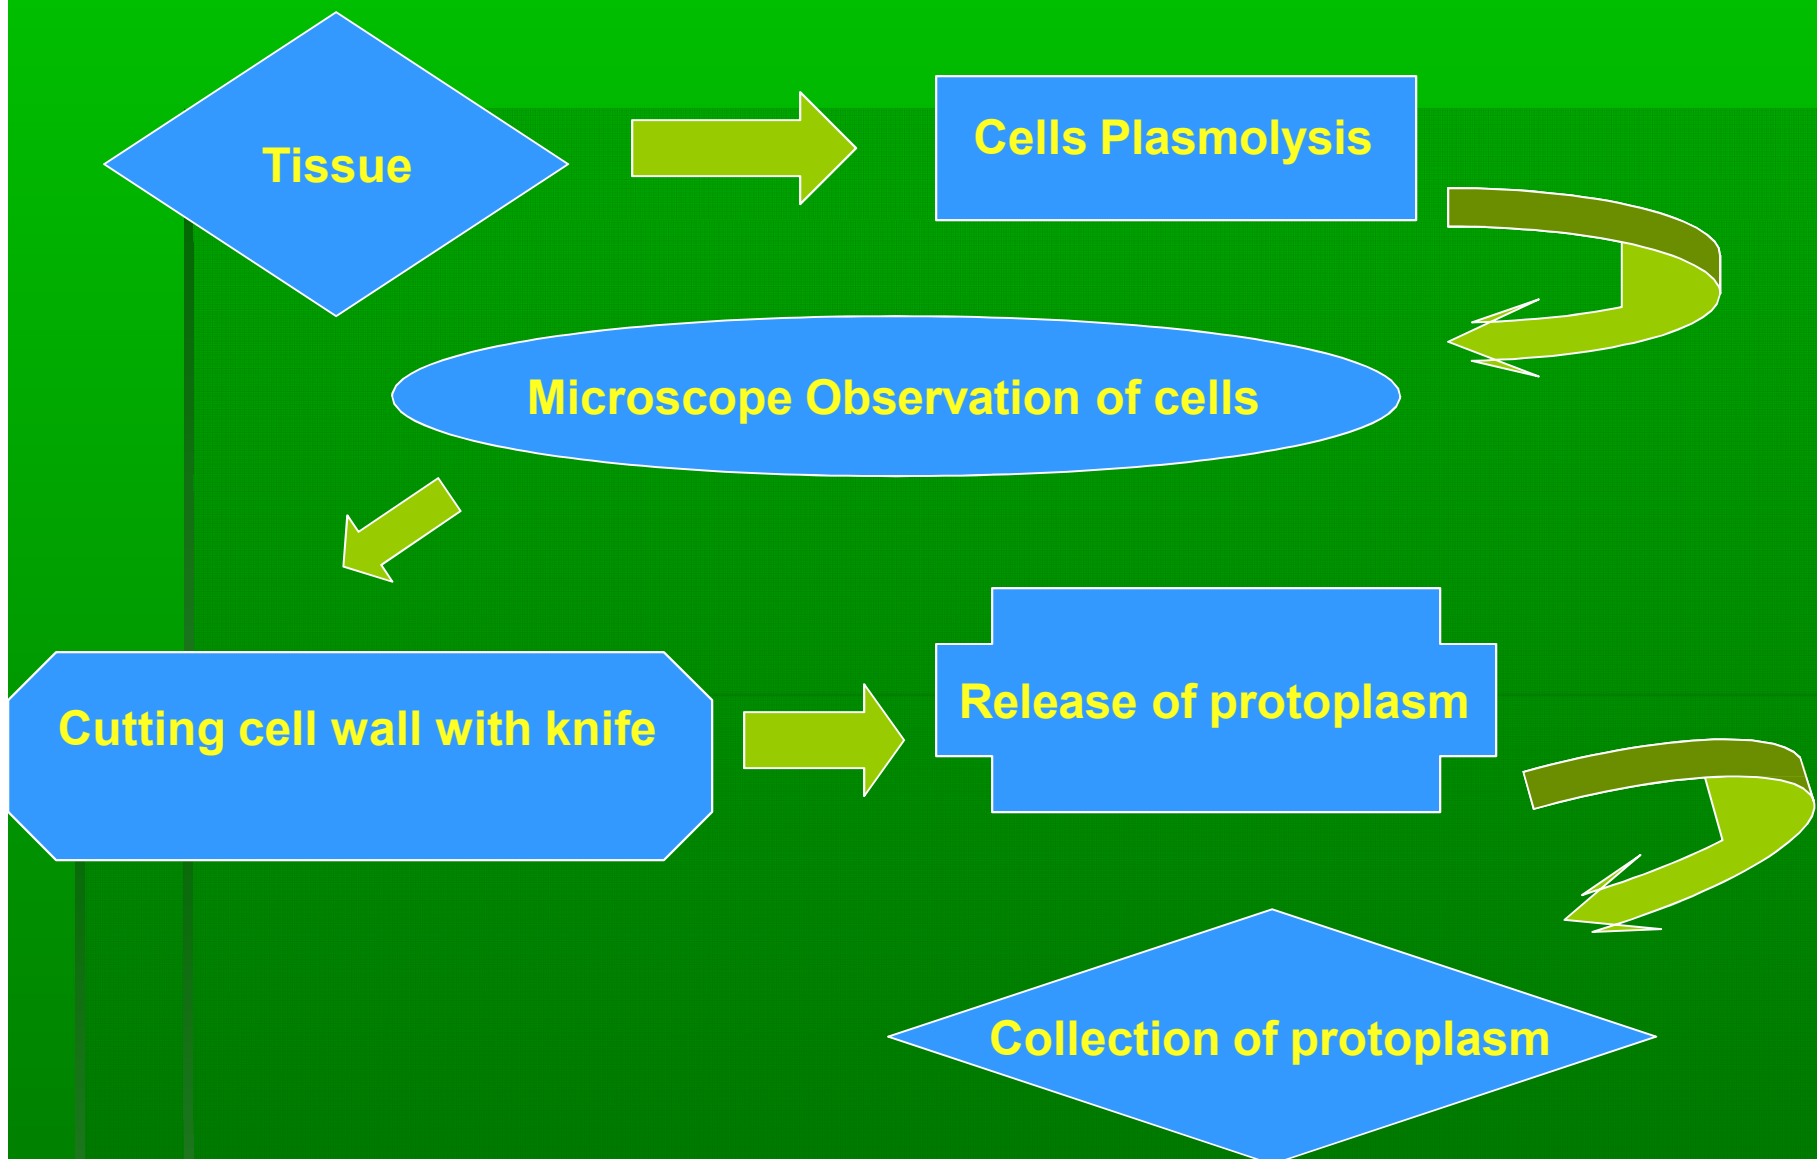 Tissue
Cells Plasmolysis
Microscope Observation of cells
Cutting cell wall with knife
Release of protoplasm
Collection of protoplasm